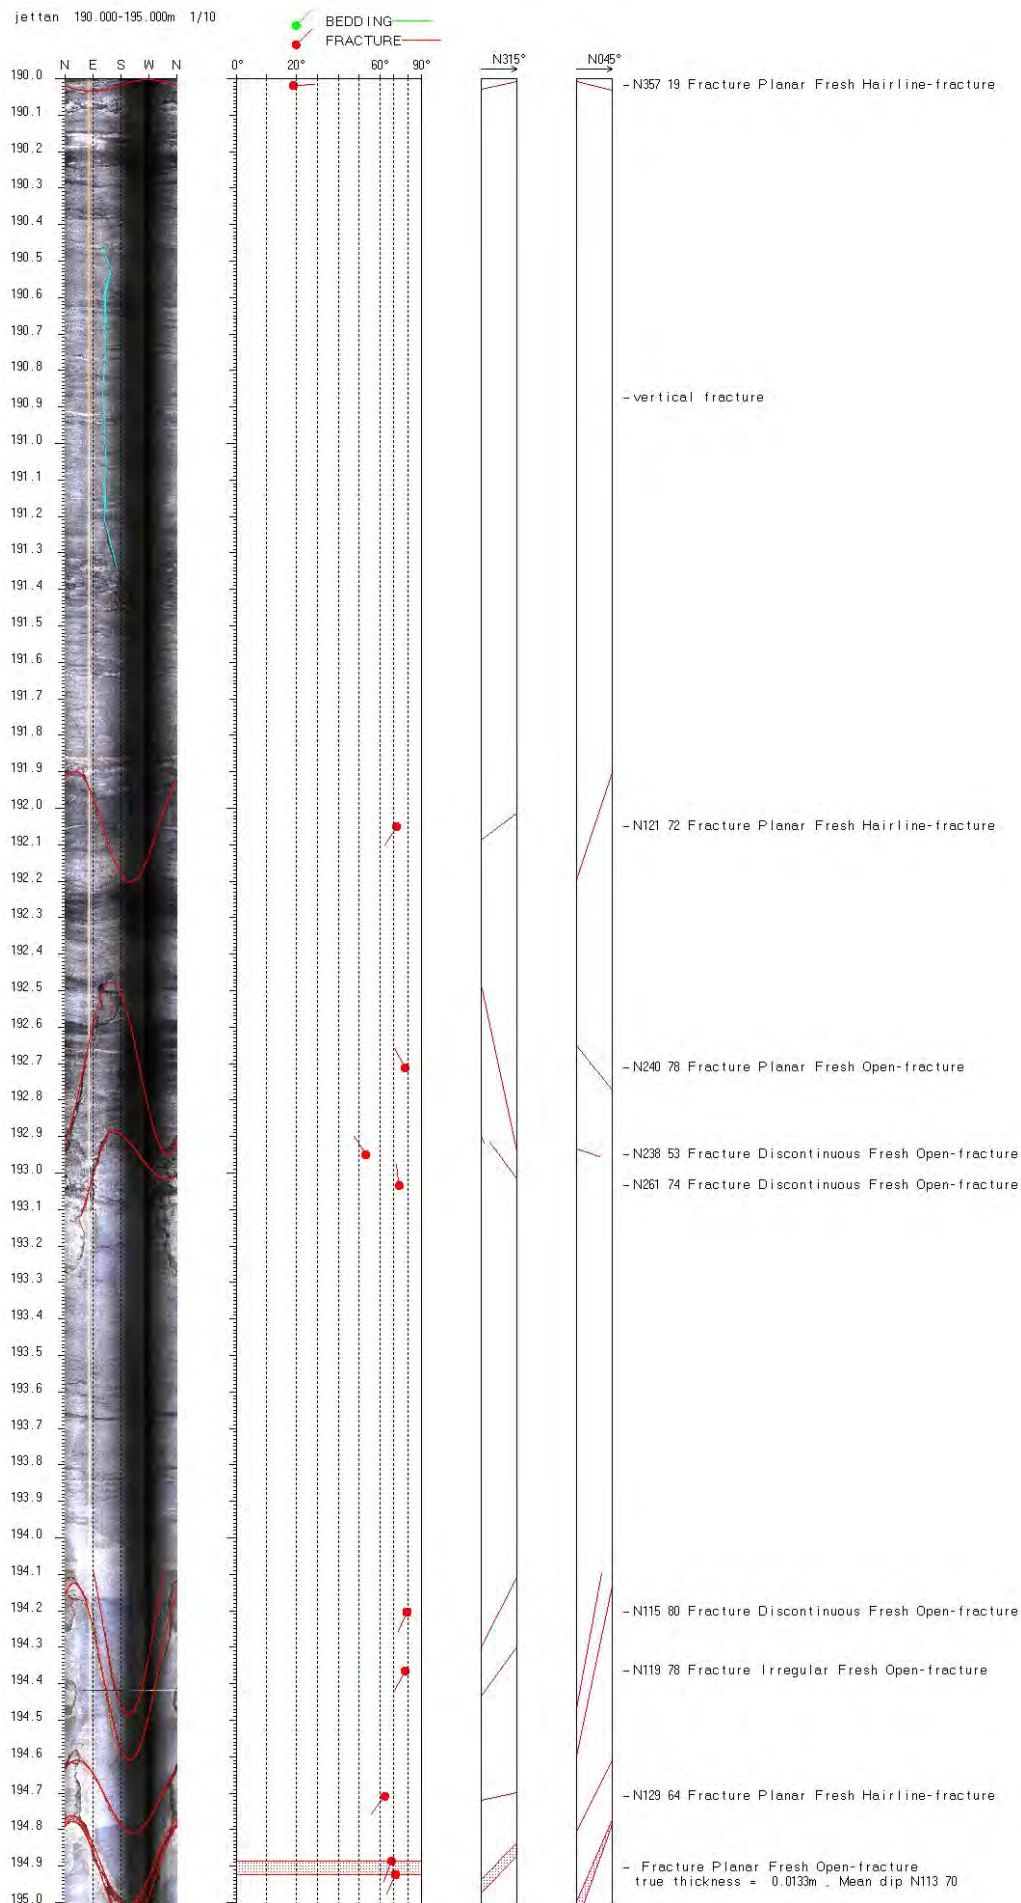 jettan 190.000-195.000m 1/10
BEDDING
FRACTURE
N E S W N
0° 20° 60° 90°
N315°
N045°
190.0
-N357 19 Fracture Planar Fresh Hairline-fracture
190.1
190.2
190.3
190.4
190.5
190.6
190.7
190.8
-vertical fracture
190.9
191.0
191.1
191.2
191.3
191.4
191.5
191.6
191.7
191.8
191.9
192.0
-N121 72 Fracture Planar Fresh Hairline-fracture
192.1
192.2
192.3
192.4
192.5
192.6
192.7
-N240 78 Fracture Planar Fresh Open-fracture
192.8
192.9
-N238 53 Fracture Discontinuous Fresh Open-fracture
193.0
-N261 74 Fracture Discontinuous Fresh Open-fracture
193.1
193.2
193.3
193.4
193.5
193.6
193.7
193.8
193.9
194.0
194.1
194.2
-N115 80 Fracture Discontinuous Fresh Open-fracture
194.3
-N119 78 Fracture Irregular Fresh Open-fracture
194.4
194.5
194.6
194.7
-N129 64 Fracture Planar Fresh Hairline-fracture
194.8
194.9
- Fracture Planar Fresh Open-fracture
true thickness = 0.0133m , Mean dip N113 70
195.0